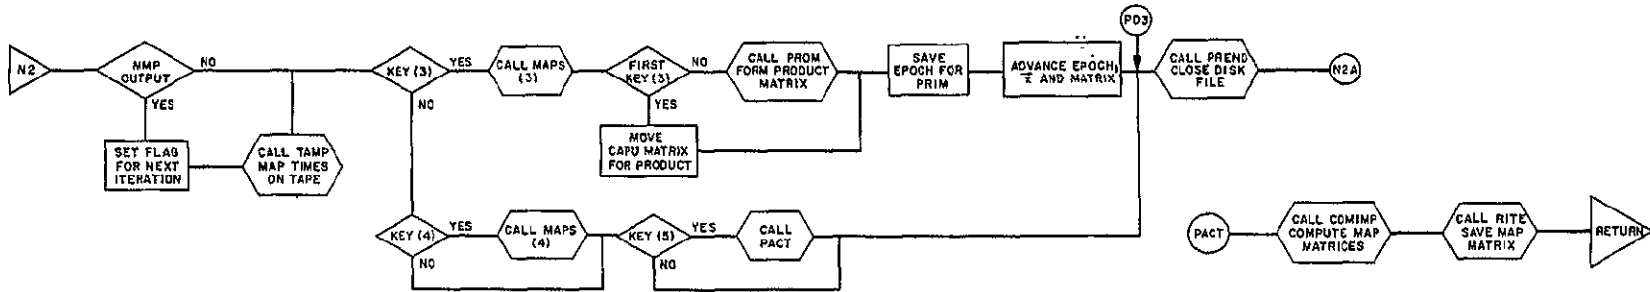 N2
NMP
OUTPUT
NO
YES
SET FLAG
FOR NEXT
ITERATION
CALL TAMP
MAP TIMES
ON TAPE
KEY (3)
YES
NO
CALL MAPS
(3)
FIRST
KEY (3)
NO
YES
MOVE
CAPU MATRIX
FOR PRODUCT
CALL PROM
FORM PRODUCT
MATRIX
SAVE
EPOCH FOR
PRIM
ADVANCE EPOCH,
X AND MATRIX
PD3
CALL PREND
CLOSE DISK
FILE
N2A
KEY (4)
YES
NO
CALL MAPS
(4)
KEY (5)
YES
NO
CALL
PACT
PACT
CALL COMIMP
COMPUTE MAP
MATRICES
CALL RITE
SAVE MAP
MATRIX
RETURN